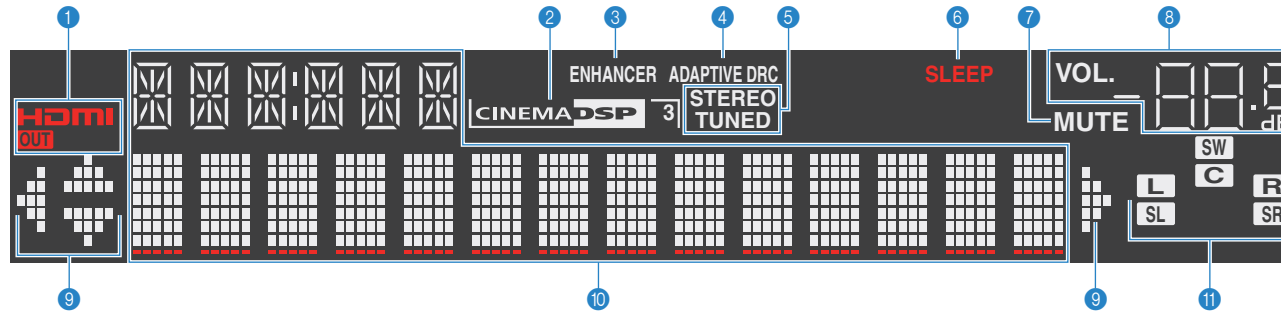 1 2 3 4 5 6 7 8
ENHANCER ADAPTIVE DRC SLEEP VOL.
HDMI CINEMA DSP 3 STEREO
OUT TUNED MUTE
SW
L C R
SL SR
9 10 9 11